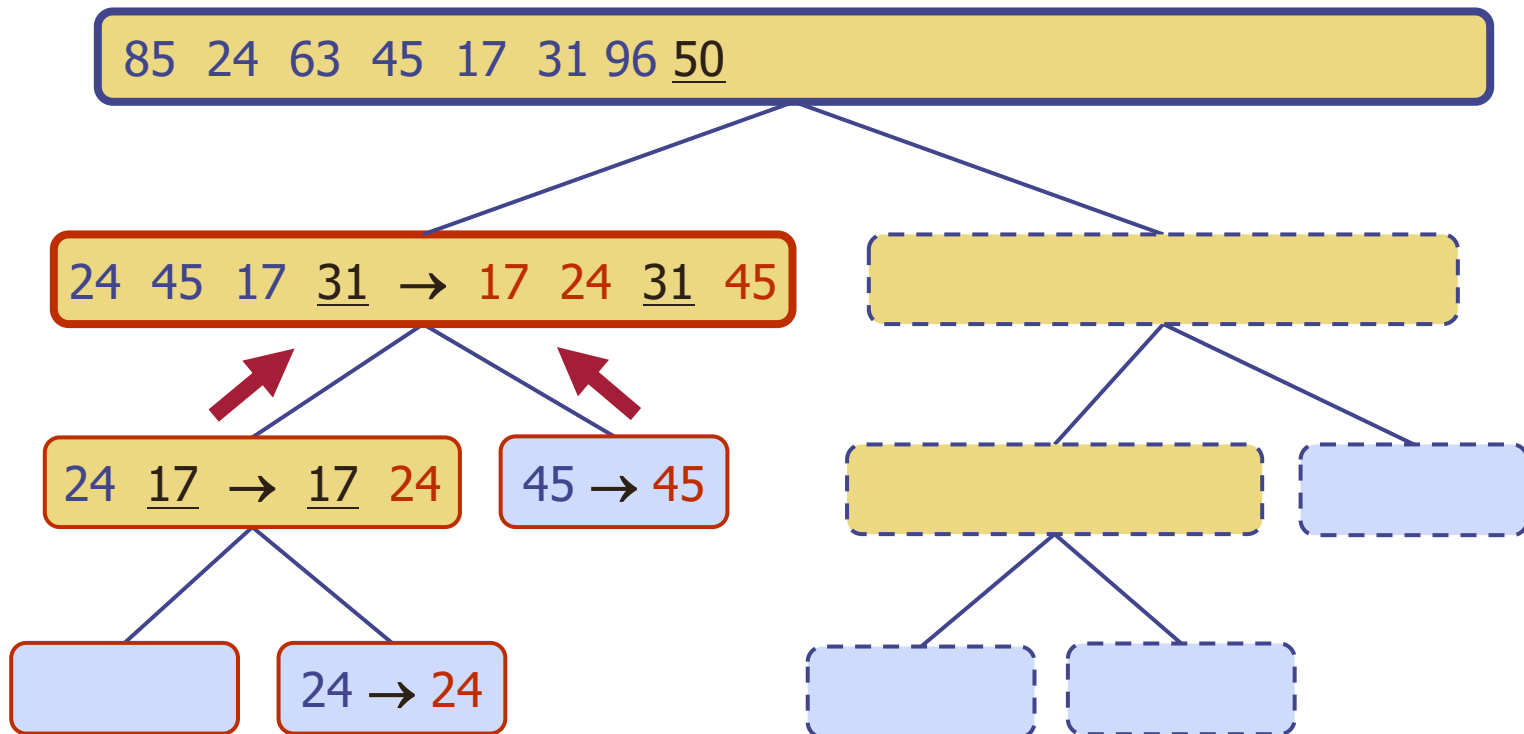 85 24 63 45 17 31 96 50
24 45 17 31 → 17 24 31 45
24 17 → 17 24
45 → 45
24 → 24